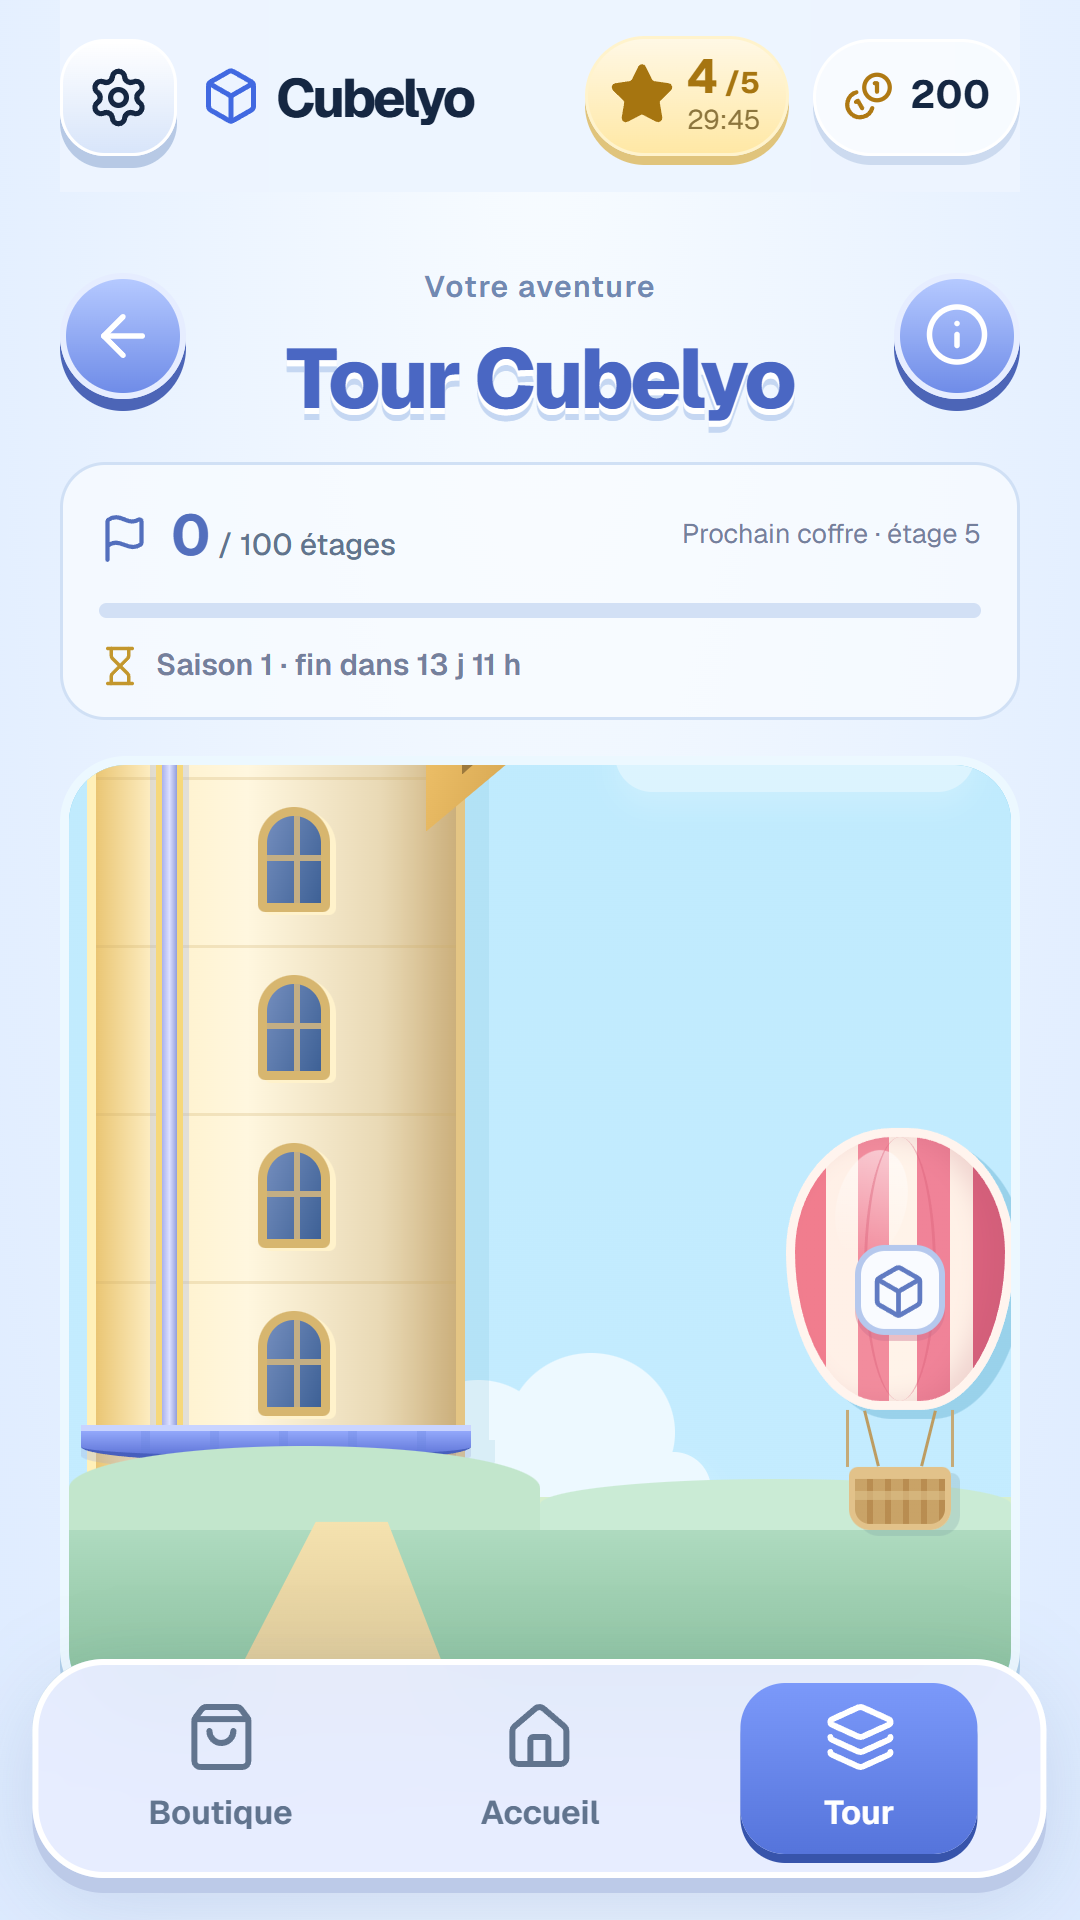 Cubelyo
4 /5
29:45
200
Votre aventure
Tour Cubelyo
0 / 100 étages
Prochain coffre · étage 5
Saison 1 · fin dans 13 j 11 h
Boutique
Accueil
Tour